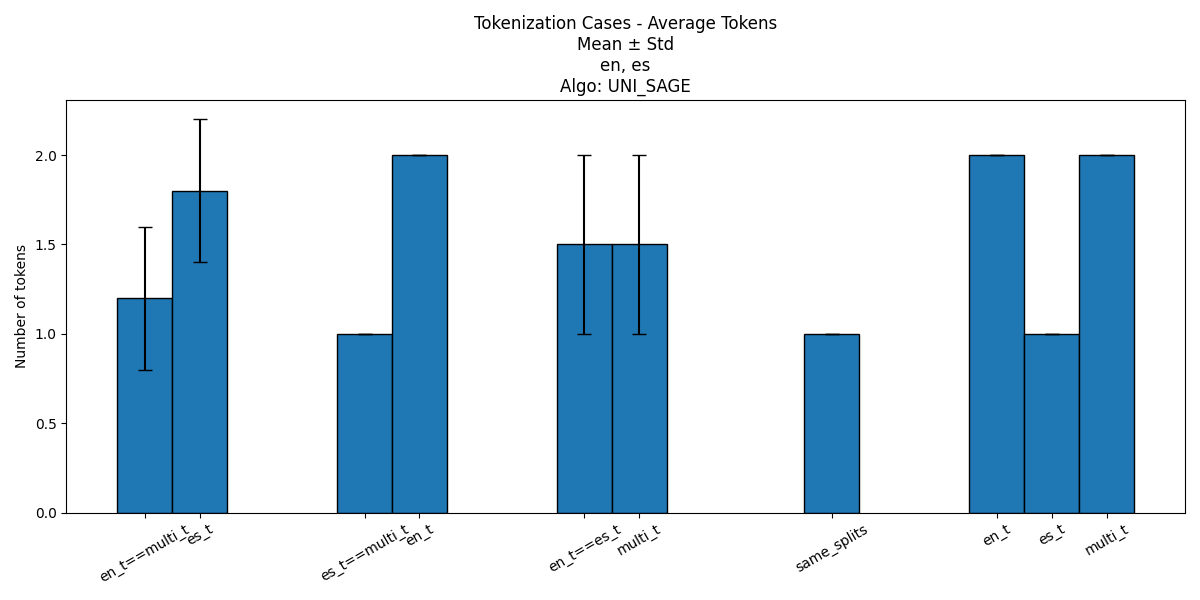 Tokenization Cases - Average Tokens
Mean ± Std
en, es
Algo: UNI_SAGE
Number of tokens
2.0
1.5
1.0
0.5
0.0
en_t==multi_t
es_t
es_t==multi_t
en_t
en_t==es_t
multi_t
same_splits
en_t
es_t
multi_t